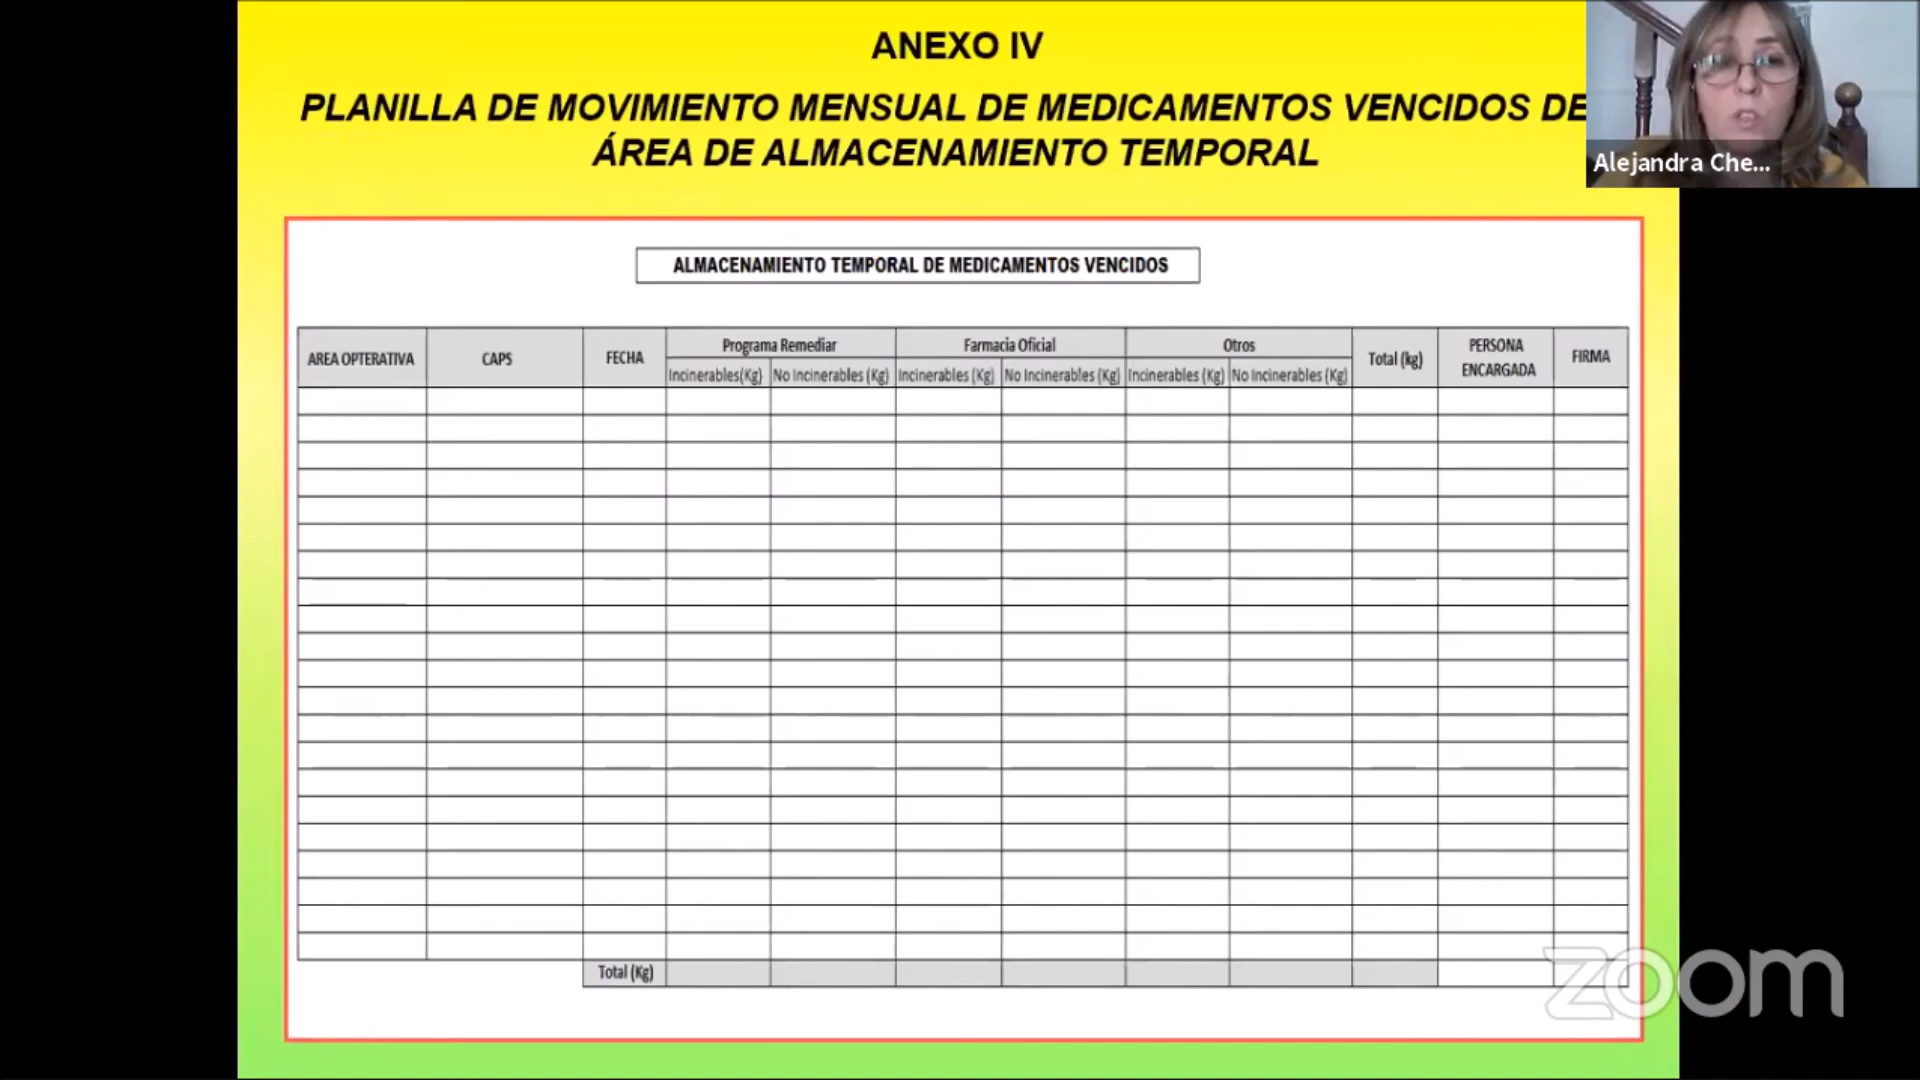 ANEXO IV
PLANILLA DE MOVIMIENTO MENSUAL DE MEDICAMENTOS VENCIDOS DE
ÁREA DE ALMACENAMIENTO TEMPORAL
Alejandra Che...
ALMACENAMIENTO TEMPORAL DE MEDICAMENTOS VENCIDOS
AREA OPTERATIVA CAPS FECHA Programa Remediar Farmacia Oficial Otros Total (kg) PERSONA ENCARGADA FIRMA
Incinerables(Kg) No Incinerables (Kg) Incinerables (Kg) No Incinerables (Kg) Incinerables (Kg) No Incinerables (Kg)
Total (Kg)
zoom